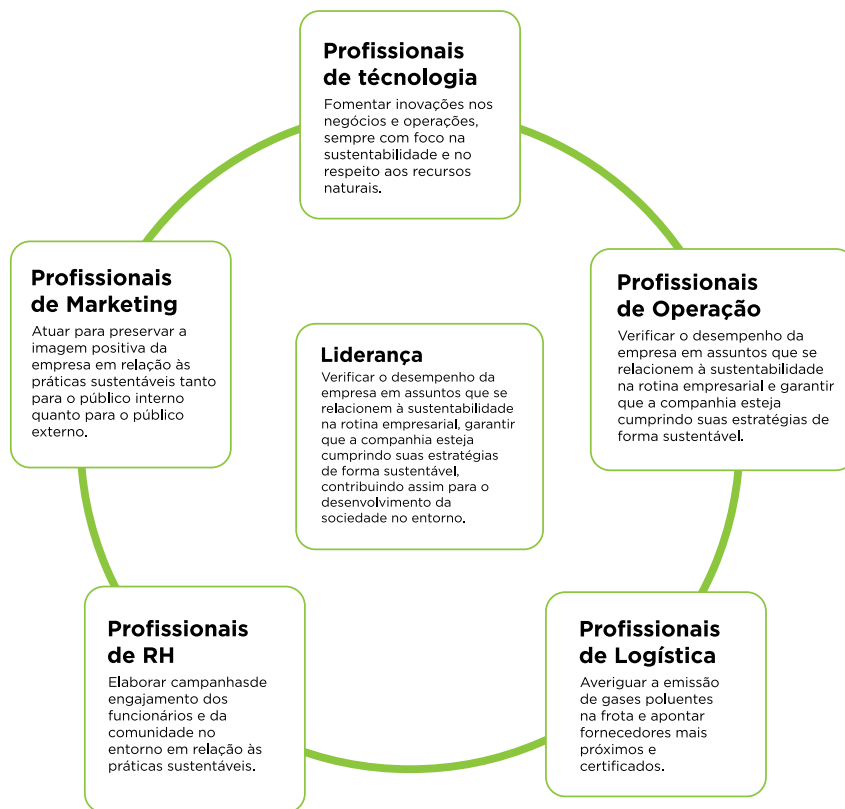 Profissionais
de técnologia
Fomentar inovações nos
negócios e operações,
sempre com foco na
sustentabilidade e no
respeito aos recursos
naturais.
Profissionais
de Marketing
Atuar para preservar a
imagem positiva da
empresa em relação às
práticas sustentáveis tanto
para o público interno
quanto para o público
externo.
Liderança
Verificar o desempenho da
empresa em assuntos que se
relacionem à sustentabilidade
na rotina empresarial, garantir
que a companhia esteja
cumprindo suas estratégias
de forma sustentável,
contribuindo assim para o
desenvolvimento da
sociedade no entorno.
Profissionais
de Operação
Verificar o desempenho da
empresa em assuntos que se
relacionem à sustentabilidade
na rotina empresarial e garantir
que a companhia esteja
cumprindo suas estratégias de
forma sustentável.
Profissionais
de RH
Elaborar campanhasde
engajamento dos
funcionários e da
comunidade no
entorno em relação às
práticas sustentáveis.
Profissionais
de Logística
Averiguar a emissão
de gases poluentes
na frota e apontar
fornecedores mais
próximos e
certificados.